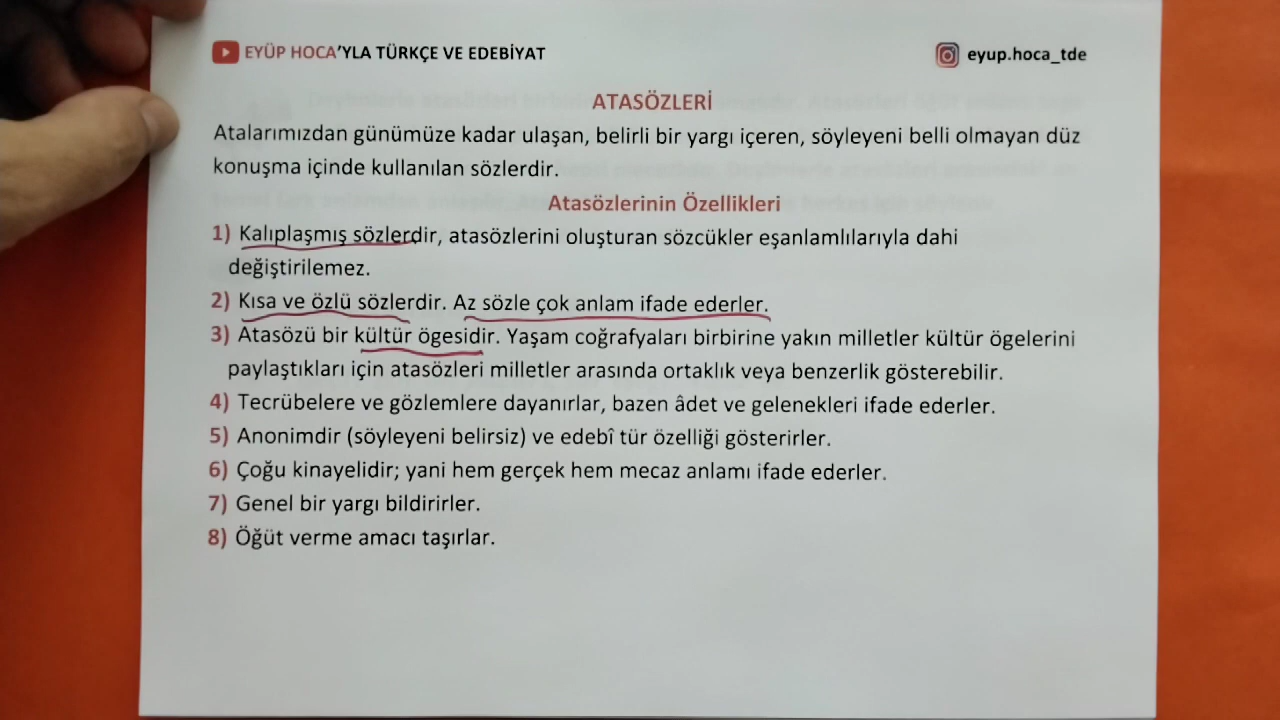 EYÜP HOCA'YLA TÜRKÇE VE EDEBİYAT
eyup.hoca_tde
ATASÖZLERİ
Atalarımızdan günümüze kadar ulaşan, belirli bir yargı içeren, söyleyeni belli olmayan düz
konuşma içinde kullanılan sözlerdir.
Atasözlerinin Özellikleri
1) Kalıplaşmış sözlerdir, atasözlerini oluşturan sözcükler eşanlamlılarıyla dahi
değiştirilemez.
2) Kısa ve özlü sözlerdir. Az sözle çok anlam ifade ederler.
3) Atasözü bir kültür ögesidir. Yaşam coğrafyaları birbirine yakın milletler kültür ögelerini
paylaştıkları için atasözleri milletler arasında ortaklık veya benzerlik gösterebilir.
4) Tecrübelere ve gözlemlere dayanırlar, bazen âdet ve gelenekleri ifade ederler.
5) Anonimdir (söyleyeni belirsiz) ve edebî tür özelliği gösterirler.
6) Çoğu kinayelidir; yani hem gerçek hem mecaz anlamı ifade ederler.
7) Genel bir yargı bildirirler.
8) Öğüt verme amacı taşırlar.